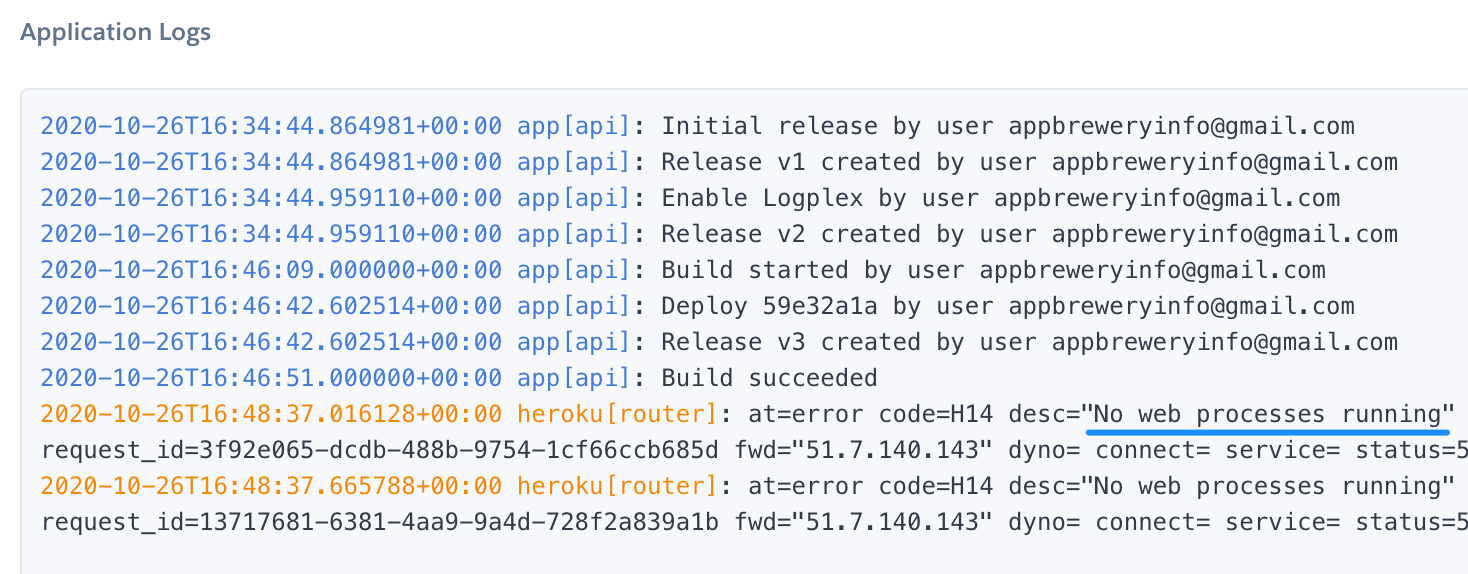 Application Logs
2020-10-26T16:34:44.864981+00:00 app[api]: Initial release by user appbreweryinfo@gmail.com
2020-10-26T16:34:44.864981+00:00 app[api]: Release v1 created by user appbreweryinfo@gmail.com
2020-10-26T16:34:44.959110+00:00 app[api]: Enable Logplex by user appbreweryinfo@gmail.com
2020-10-26T16:34:44.959110+00:00 app[api]: Release v2 created by user appbreweryinfo@gmail.com
2020-10-26T16:46:09.000000+00:00 app[api]: Build started by user appbreweryinfo@gmail.com
2020-10-26T16:46:42.602514+00:00 app[api]: Deploy 59e32a1a by user appbreweryinfo@gmail.com
2020-10-26T16:46:42.602514+00:00 app[api]: Release v3 created by user appbreweryinfo@gmail.com
2020-10-26T16:46:51.000000+00:00 app[api]: Build succeeded
2020-10-26T16:48:37.016128+00:00 heroku[router]: at=error code=H14 desc="No web processes running"
request_id=3f92e065-dcdb-488b-9754-1cf66ccb685d fwd="51.7.140.143" dyno= connect= service= status=5
2020-10-26T16:48:37.665788+00:00 heroku[router]: at=error code=H14 desc="No web processes running"
request_id=13717681-6381-4aa9-9a4d-728f2a839a1b fwd="51.7.140.143" dyno= connect= service= status=5